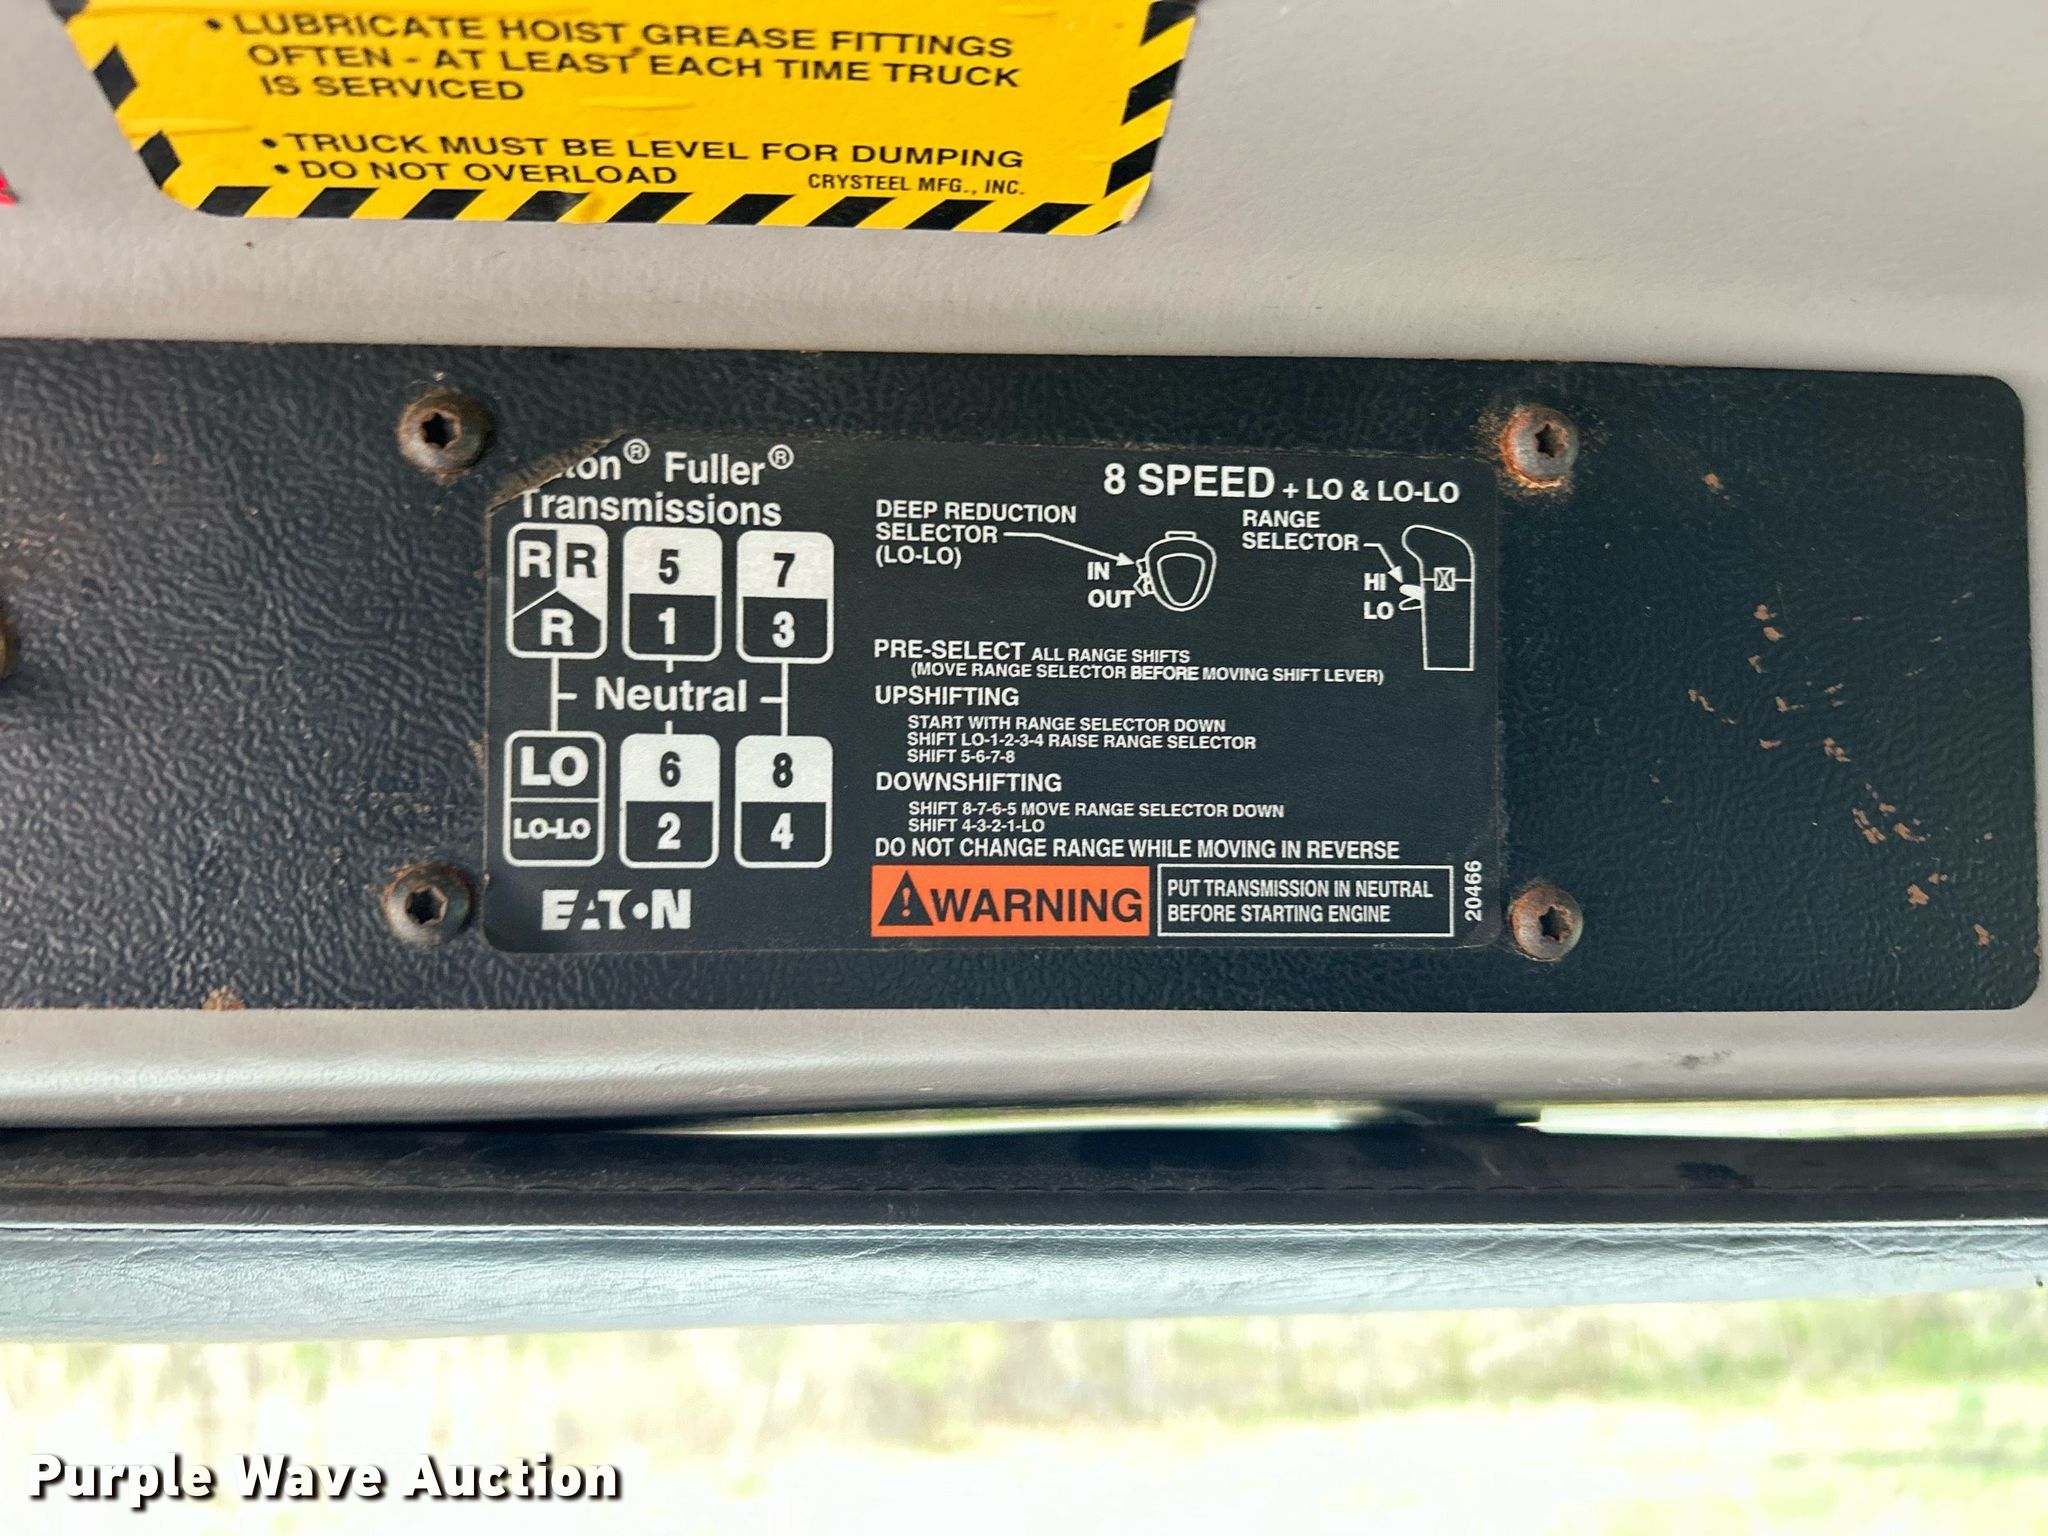 • LUBRICATE HOIST GREASE FITTINGS
OFTEN - AT LEAST EACH TIME TRUCK
IS SERVICED
• TRUCK MUST BE LEVEL FOR DUMPING
• DO NOT OVERLOAD
CRYSTEEL MFG., INC.
Fuller®
Transmissions
R R 5 7
R 1 3
Neutral
LO 6 8
LO-LO 2 4
EATON
8 SPEED + LO & LO-LO
DEEP REDUCTION
SELECTOR
(LO-LO)
IN
OUT
RANGE
SELECTOR
HI
LO
PRE-SELECT ALL RANGE SHIFTS
(MOVE RANGE SELECTOR BEFORE MOVING SHIFT LEVER)
UPSHIFTING
START WITH RANGE SELECTOR DOWN
SHIFT LO-1-2-3-4 RAISE RANGE SELECTOR
SHIFT 5-6-7-8
DOWNSHIFTING
SHIFT 8-7-6-5 MOVE RANGE SELECTOR DOWN
SHIFT 4-3-2-1-LO
DO NOT CHANGE RANGE WHILE MOVING IN REVERSE
WARNING
PUT TRANSMISSION IN NEUTRAL
BEFORE STARTING ENGINE
20466
Purple Wave Auction